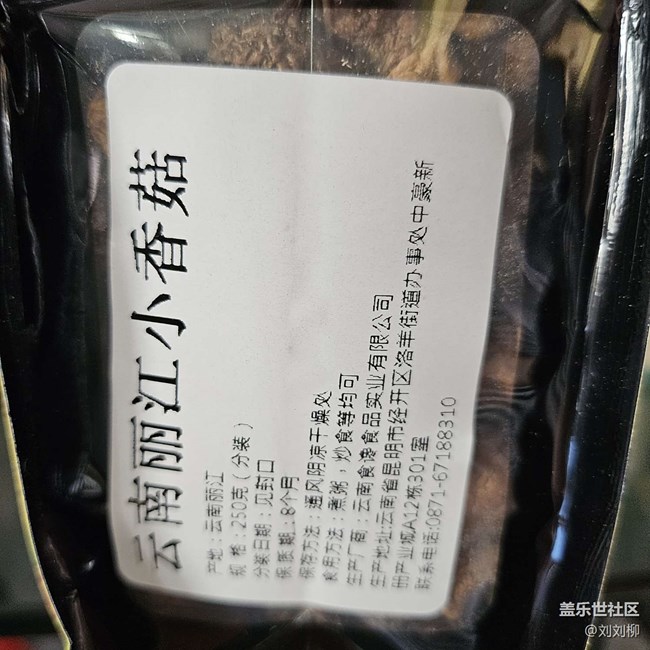 云南丽江小香菇
产地：云南丽江
规 格：250克（分装）
分装日期：见封口
保质期：8个月
保存方法：通风阴凉干燥处
食用方法：煮粥，炒食等均可
生产厂商：云南食馋食品实业有限公司
生产地址:云南省昆明市经开区洛羊街道办事处中豪新
册产业城A12栋301室
联系电话:0871-67188310
盖乐世社区
@刘刘柳